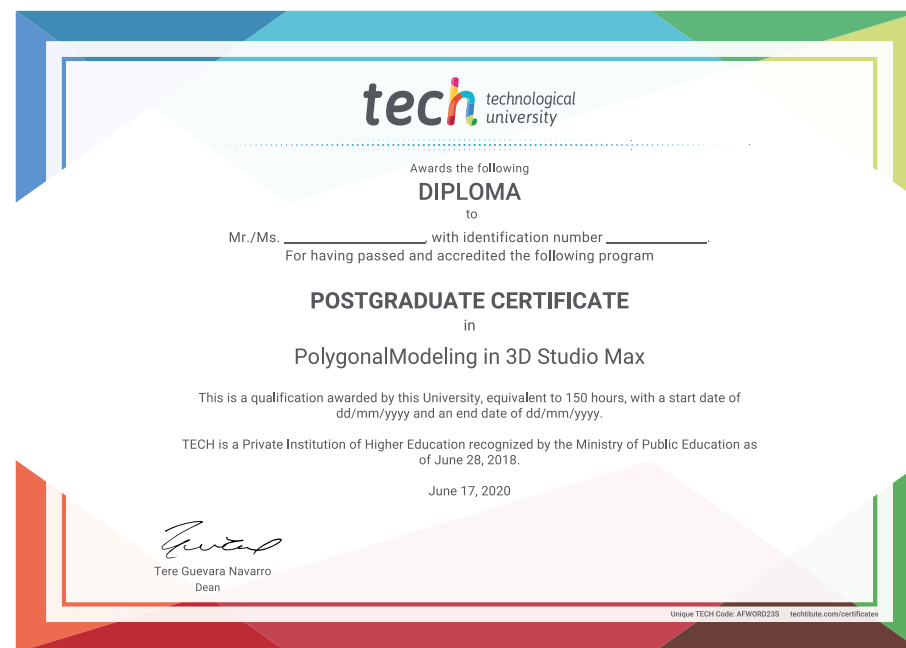 tech technological
university
Awards the following
DIPLOMA
to
Mr./Ms. ____________________, with identification number ______________.
For having passed and accredited the following program
POSTGRADUATE CERTIFICATE
in
PolygonalModeling in 3D Studio Max
This is a qualification awarded by this University, equivalent to 150 hours, with a start date of
dd/mm/yyyy and an end date of dd/mm/yyyy.
TECH is a Private Institution of Higher Education recognized by the Ministry of Public Education as
of June 28, 2018.
June 17, 2020
Tere Guevara Navarro
Dean
Unique TECH Code: AFWORD23S techtitute.com/certificates